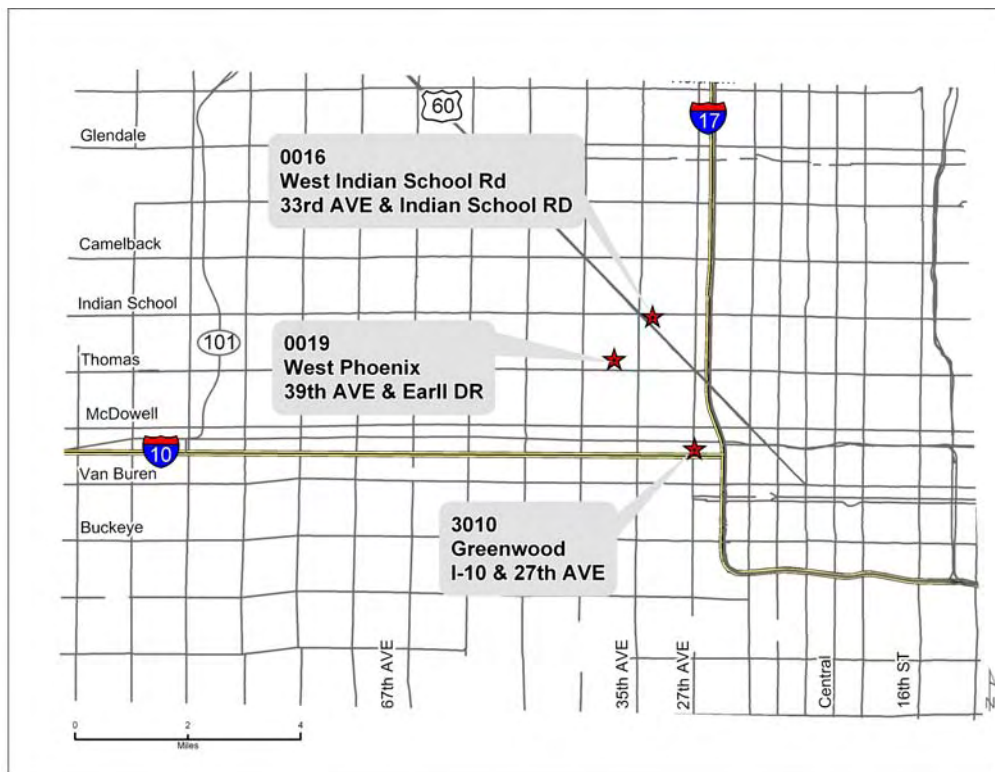 60
17
Glendale
0016
West Indian School Rd
33rd AVE & Indian School RD
Camelback
Indian School
101
0019
West Phoenix
39th AVE & Earll DR
Thomas
McDowell
10
Van Buren
3010
Greenwood
I-10 & 27th AVE
Buckeye
67th AVE
35th AVE
27th AVE
Central
16th ST
N
0 2 4
Miles